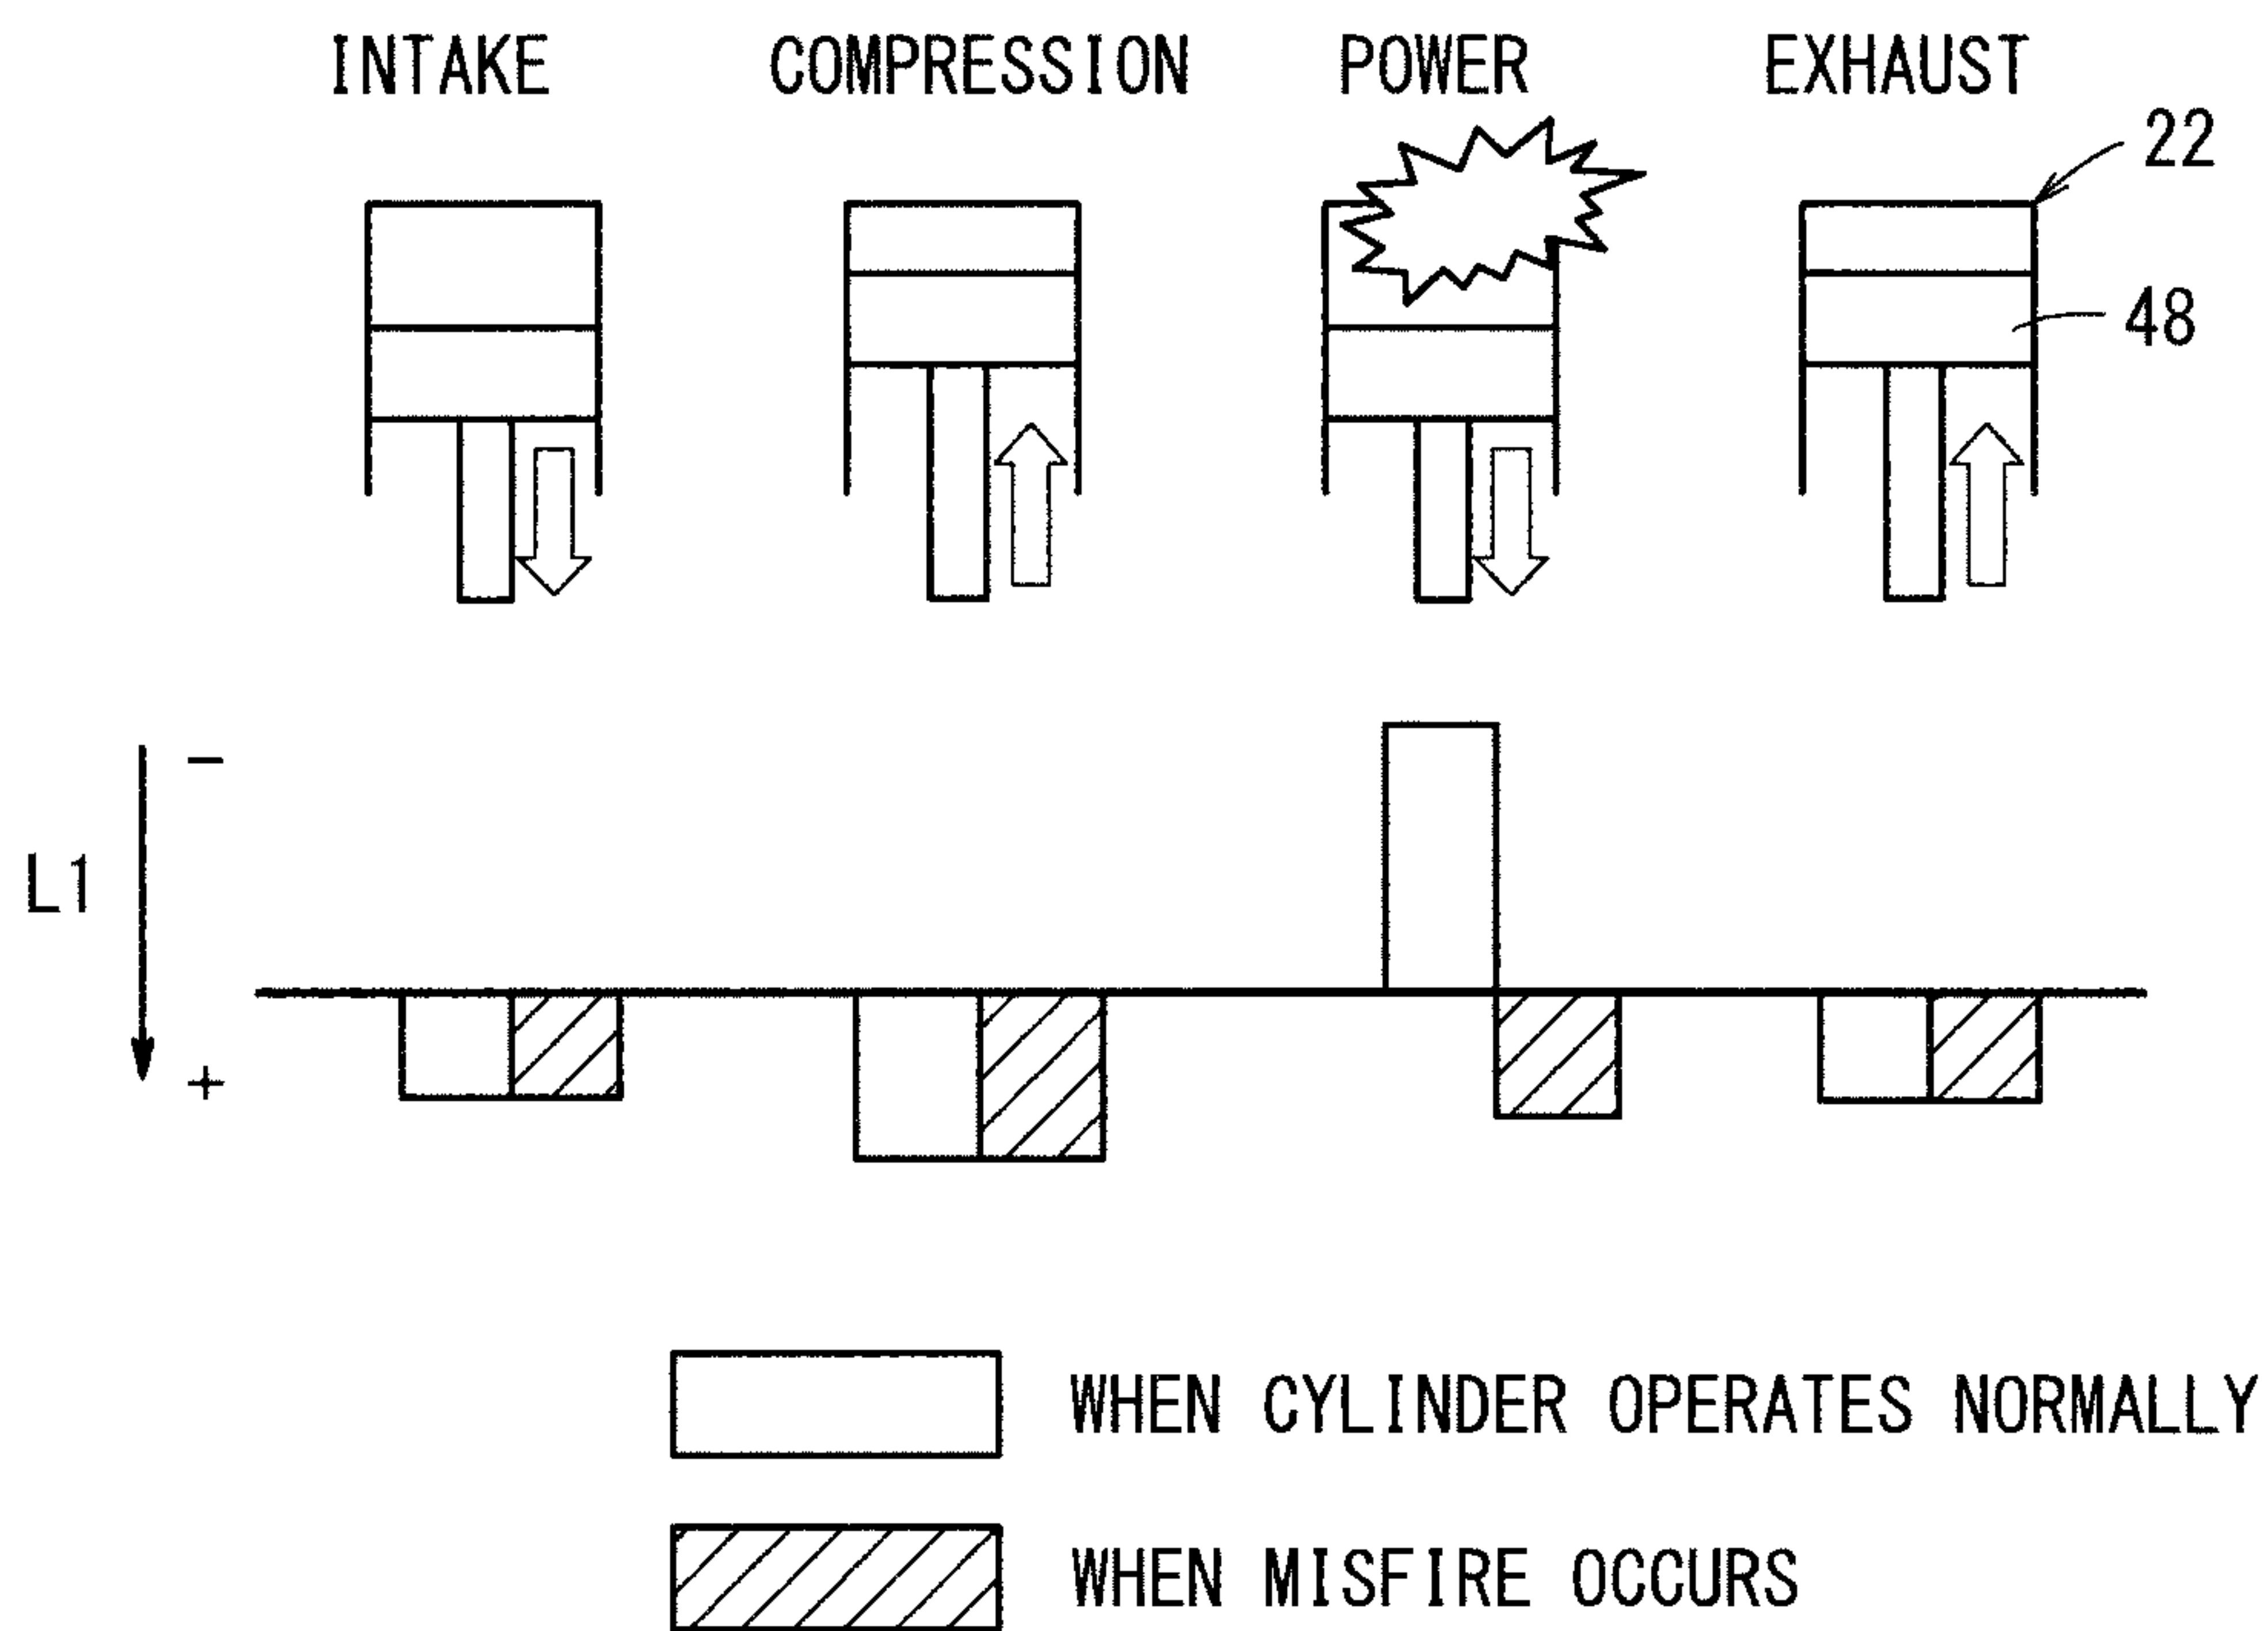 INTAKE COMPRESSION POWER EXHAUST
22
48
−
L1
+
WHEN CYLINDER OPERATES NORMALLY
WHEN MISFIRE OCCURS